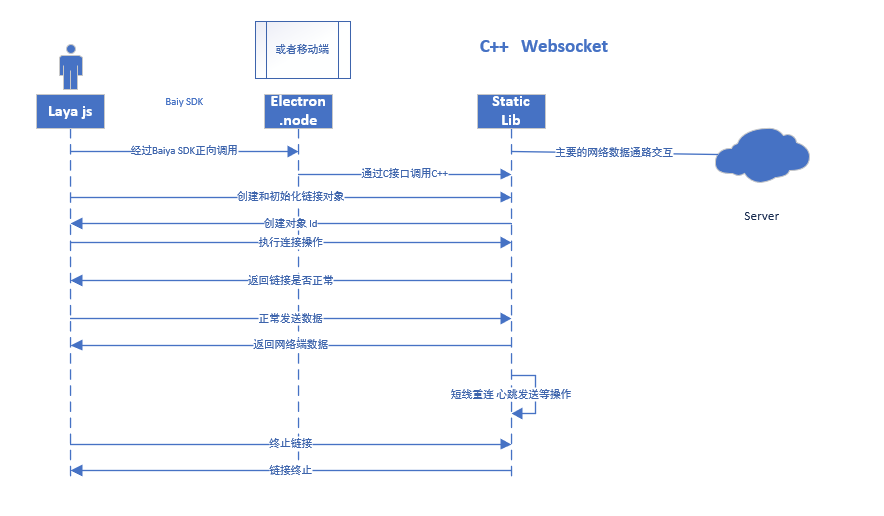 或者移动端
C++ Websocket
Baiy SDK
Laya js
Electron
.node
Static
Lib
经过Baiya SDK正向调用
主要的网络数据通路交互
通过C接口调用C++
创建和初始化链接对象
Server
创建对象 Id
执行连接操作
返回链接是否正常
正常发送数据
返回网络端数据
短线重连 心跳发送等操作
终止链接
链接终止